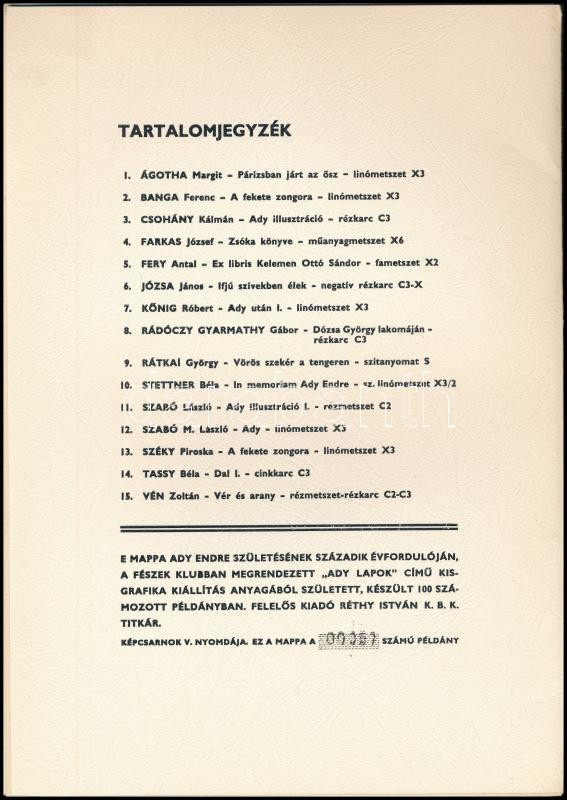 TARTALOMJEGYZÉK
1. ÁGOTHA Margit – Párizsban járt az ősz – linómetszet X3
2. BANGA Ferenc – A fekete zongora – linómetszet X3
3. CSOHÁNY Kálmán – Ady illusztráció – rézkarc C3
4. FARKAS József – Zsóka könyve – műanyagmetszet X6
5. FERY Antal – Ex libris Kelemen Ottó Sándor – fametszet X2
6. JÓZSA János – Ifjú szívekben élek – negatív rézkarc C3-X
7. KŐNIG Róbert – Ady után I. – linómetszet X3
8. RÁDÓCZY GYARMATHY Gábor – Dózsa György lakomáján –
rézkarc C3
9. RÁTKAI György – Vörös szekér a tengeren – szitanyomat S
10. STETTNER Béla – In memoriam Ady Endre – sz. linómetszet X3/2
11. SZABÓ László – Ady illusztráció I. – rézmetszet C2
12. SZABÓ M. László – Ady – linómetszet X3
13. SZÉKY Piroska – A fekete zongora – linómetszet X3
14. TASSY Béla – Dal I. – cinkkarc C3
15. VÉN Zoltán – Vér és arany – rézmetszet-rézkarc C2-C3
E MAPPA ADY ENDRE SZÜLETÉSÉNEK SZÁZADIK ÉVFORDULÓJÁN,
A FÉSZEK KLUBBAN MEGRENDEZETT „ADY LAPOK” CÍMŰ KIS-
GRAFIKA KIÁLLÍTÁS ANYAGÁBÓL SZÜLETETT, KÉSZÜLT 100 SZÁ-
MOZOTT PÉLDÁNYBAN. FELELŐS KIADÓ RÉTHY ISTVÁN K. B. K.
TITKÁR.
KÉPCSARNOK V. NYOMDÁJA. EZ A MAPPA A SZÁMÚ PÉLDÁNY